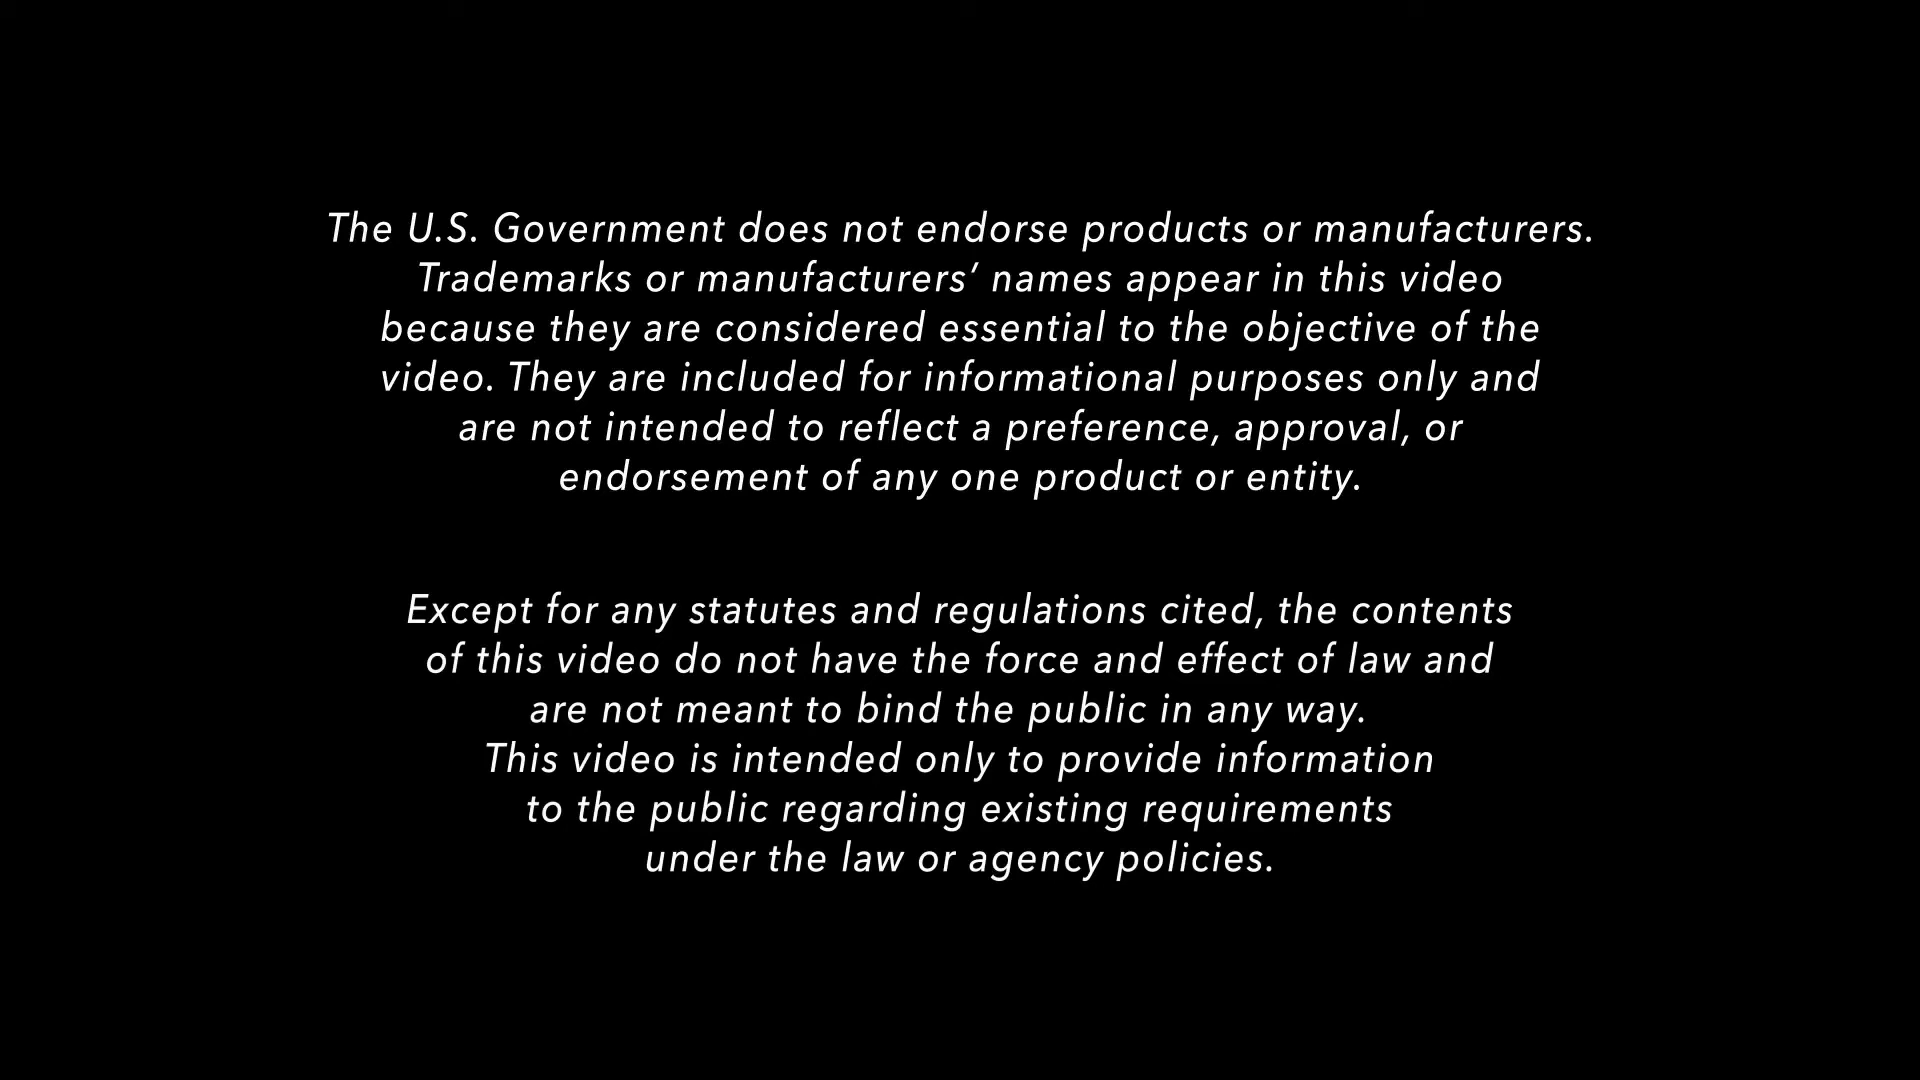 The U.S. Government does not endorse products or manufacturers.
Trademarks or manufacturers’ names appear in this video
because they are considered essential to the objective of the
video. They are included for informational purposes only and
are not intended to reflect a preference, approval, or
endorsement of any one product or entity.
Except for any statutes and regulations cited, the contents
of this video do not have the force and effect of law and
are not meant to bind the public in any way.
This video is intended only to provide information
to the public regarding existing requirements
under the law or agency policies.